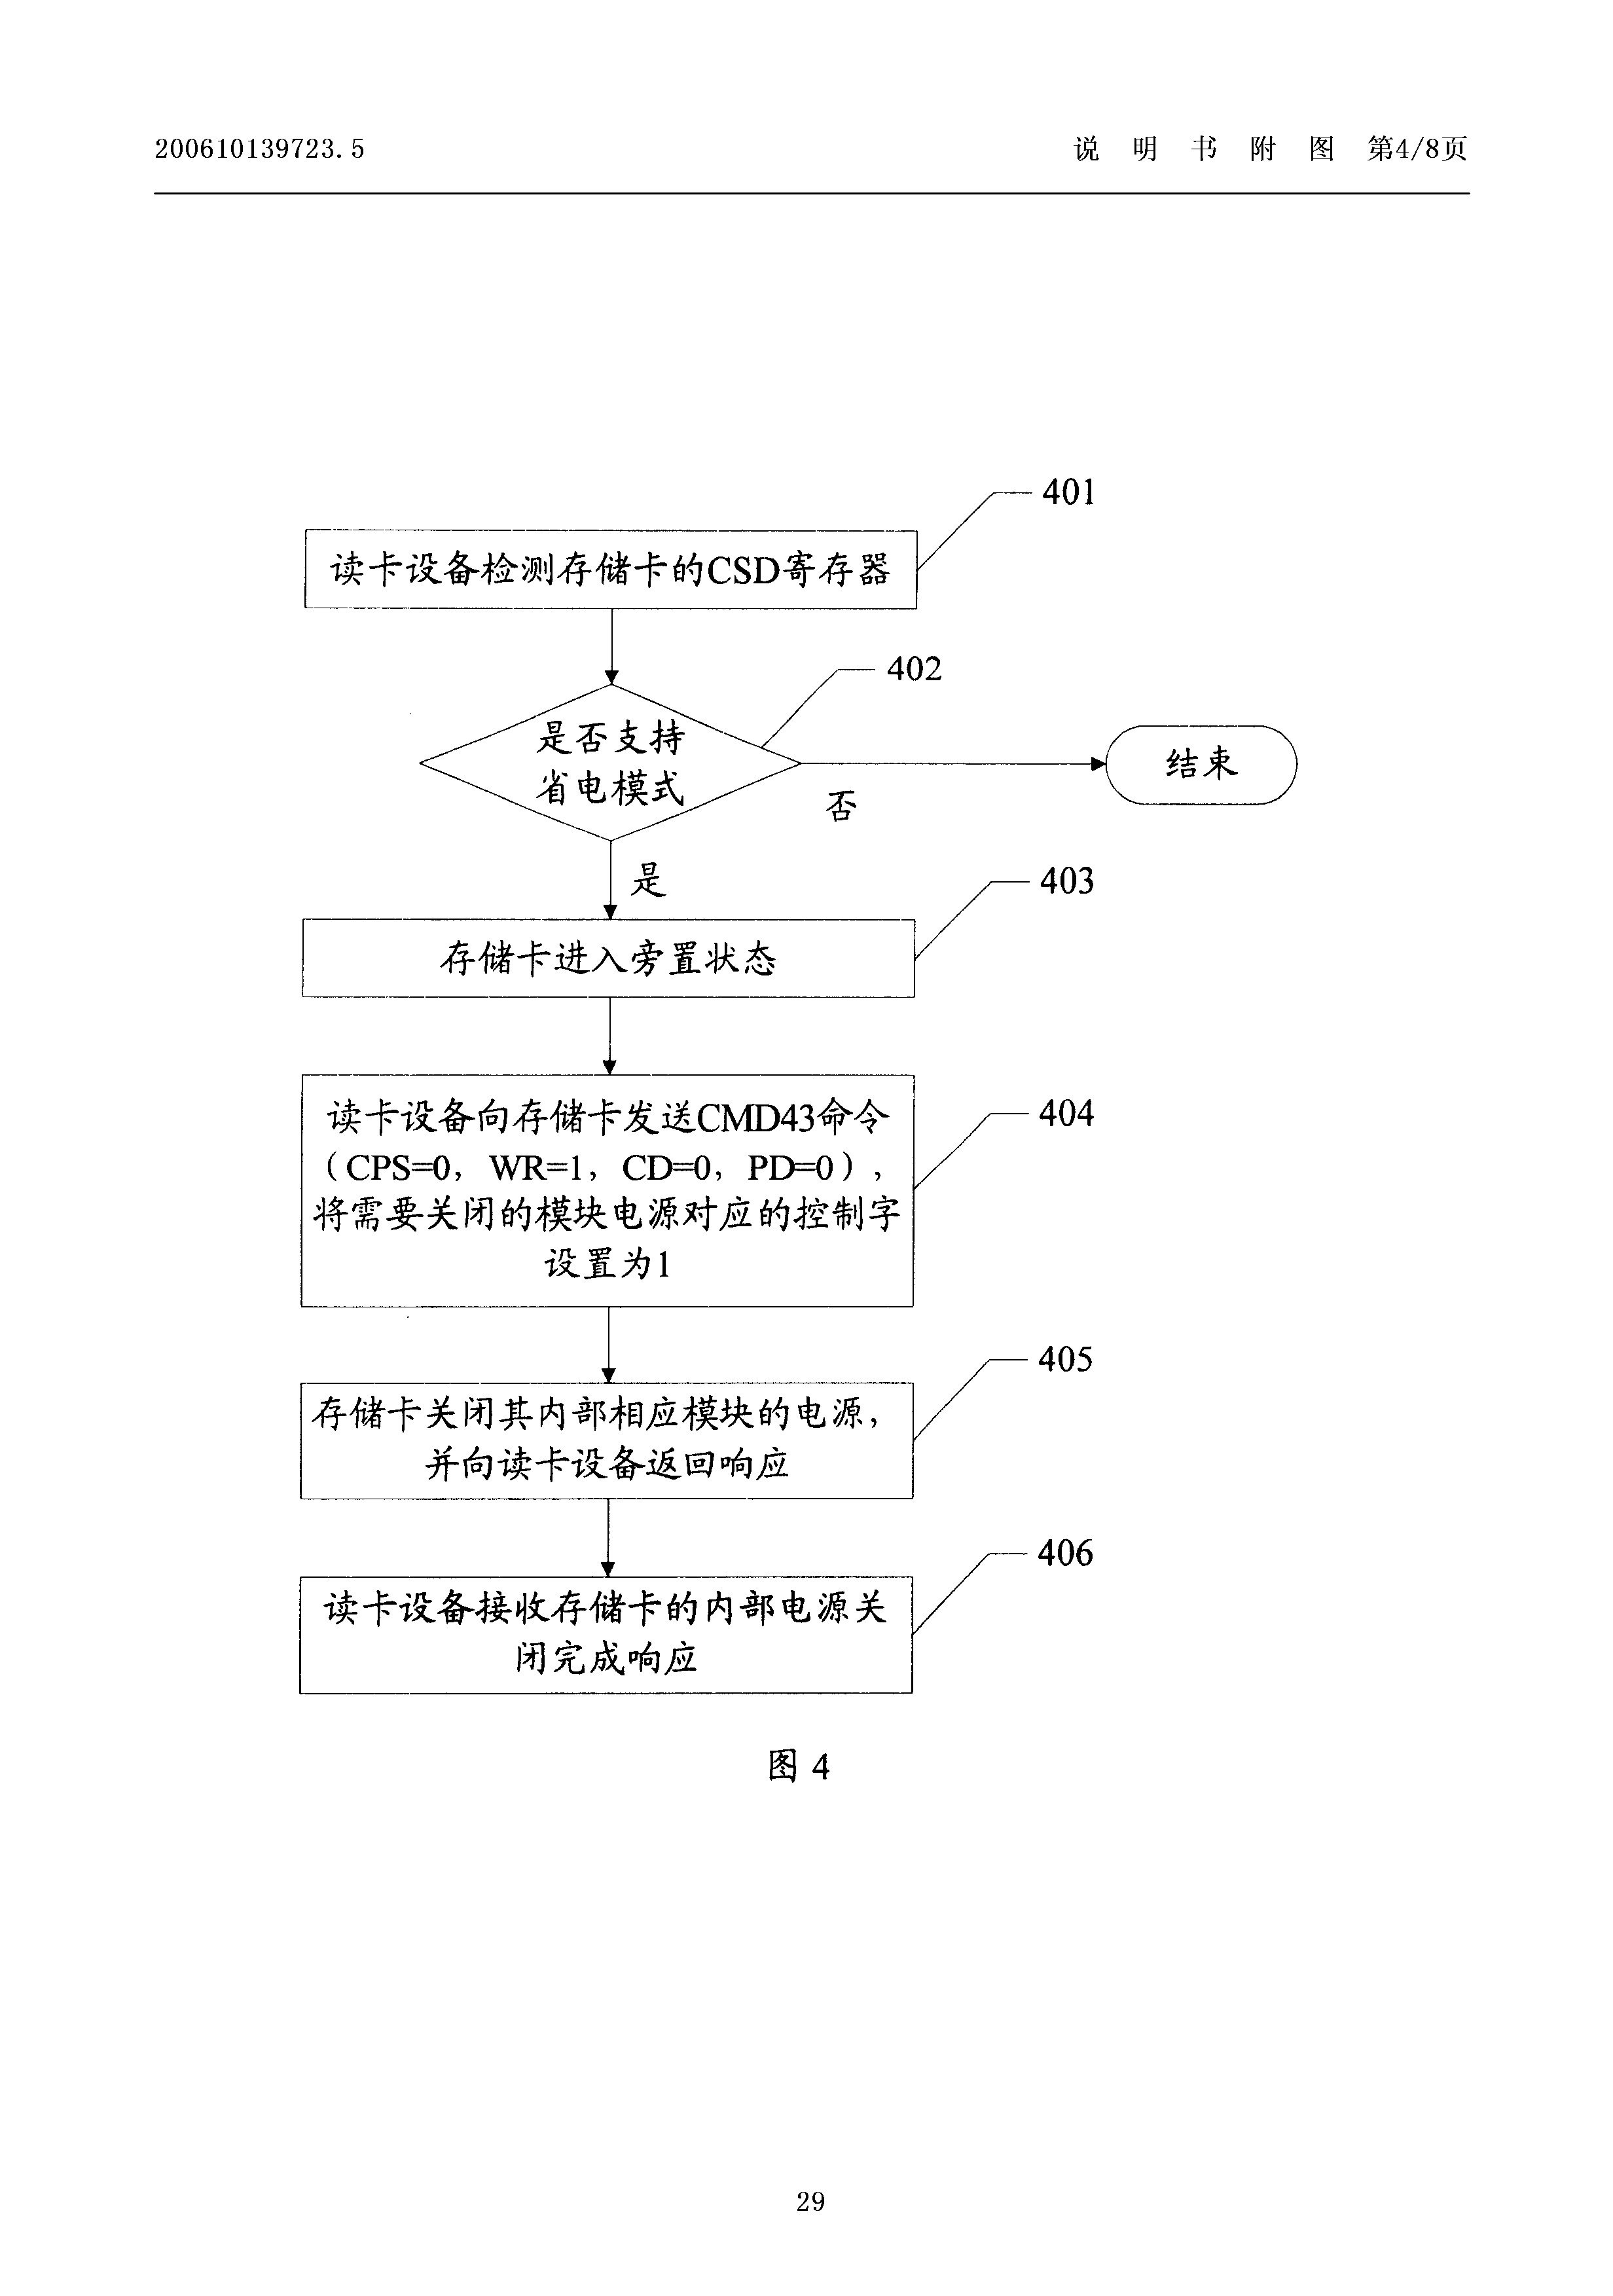 200610139723.5
说 明 书 附 图 第4/8页
401
读卡设备检测存储卡的CSD寄存器
402
是否支持
省电模式
结束
否
是
403
存储卡进入旁置状态
404
读卡设备向存储卡发送CMD43命令
（CPS=0，WR=1，CD=0，PD=0），
将需要关闭的模块电源对应的控制字
设置为1
405
存储卡关闭其内部相应模块的电源，
并向读卡设备返回响应
406
读卡设备接收存储卡的内部电源关
闭完成响应
图 4
29